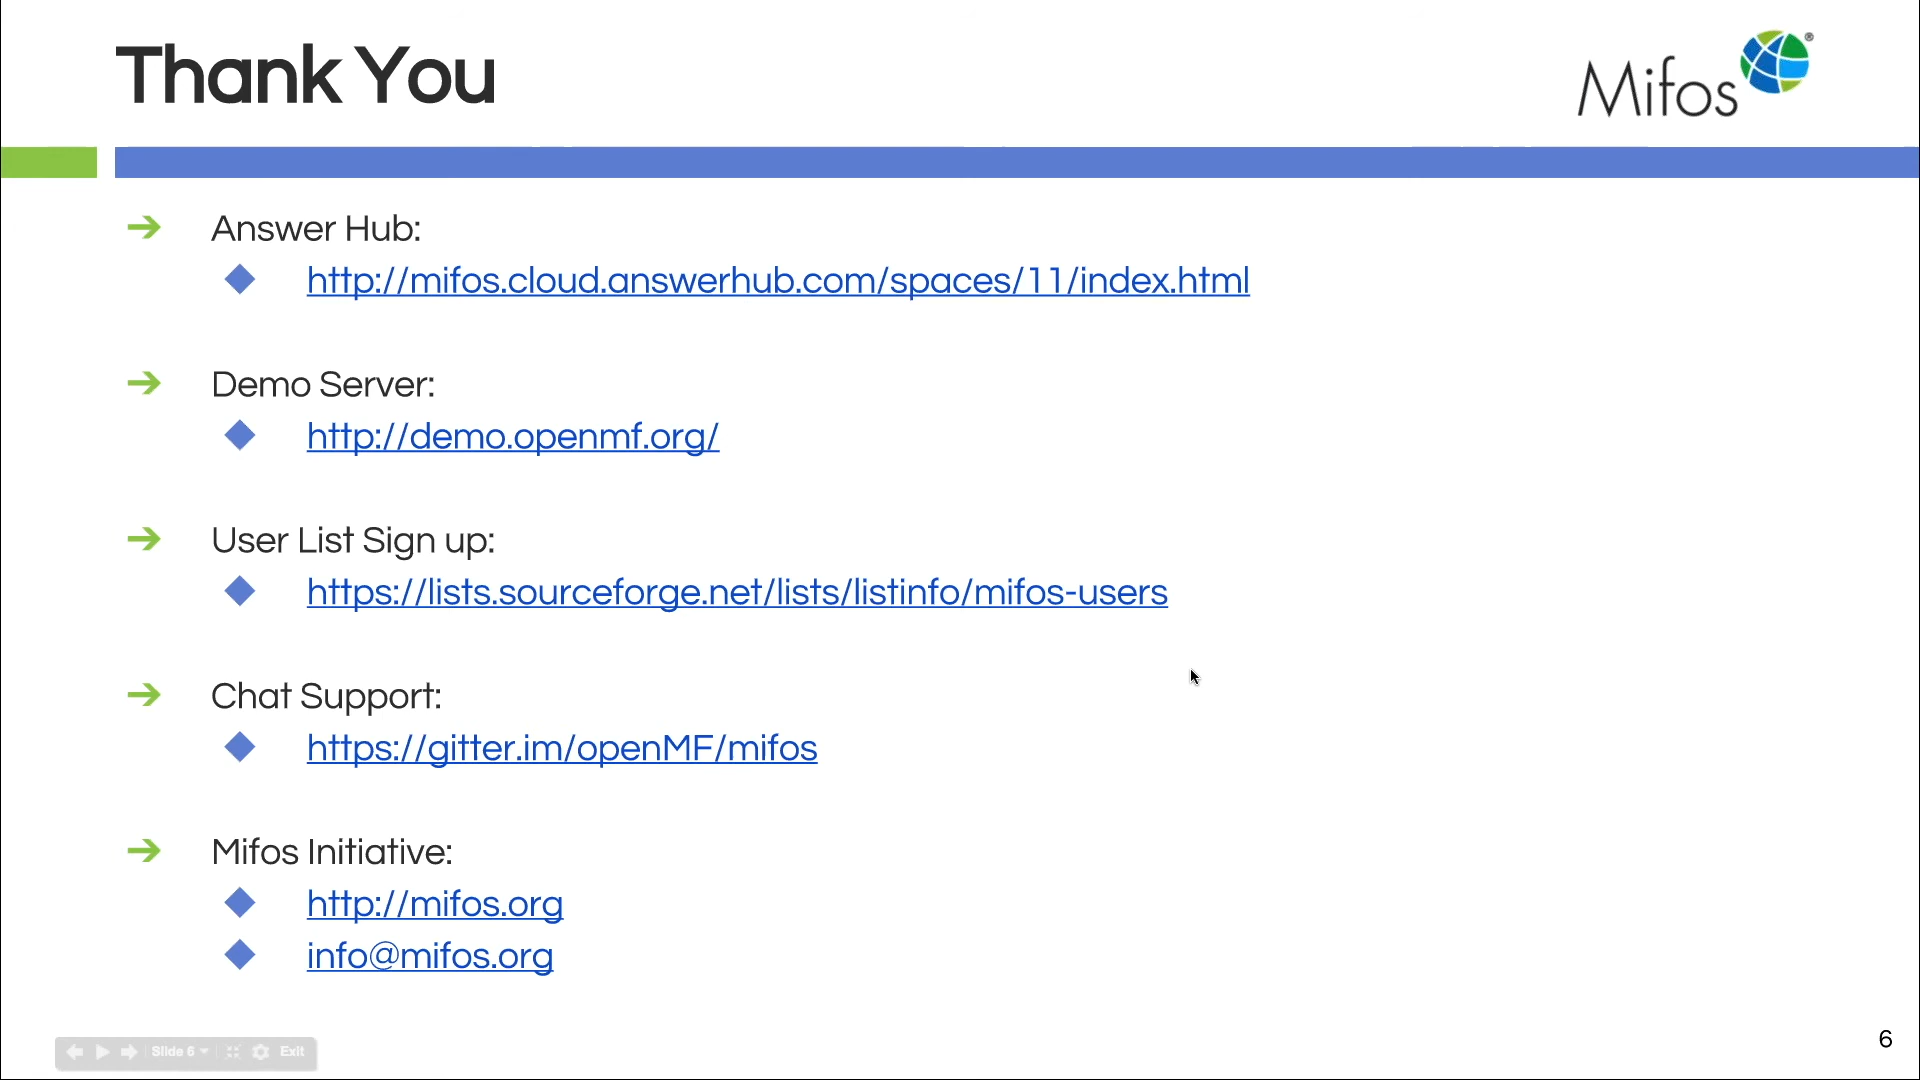 Thank You
Mifos®
Answer Hub:
http://mifos.cloud.answerhub.com/spaces/11/index.html
Demo Server:
http://demo.openmf.org/
User List Sign up:
https://lists.sourceforge.net/lists/listinfo/mifos-users
Chat Support:
https://gitter.im/openMF/mifos
Mifos Initiative:
http://mifos.org
info@mifos.org
Slide 6 Exit
6